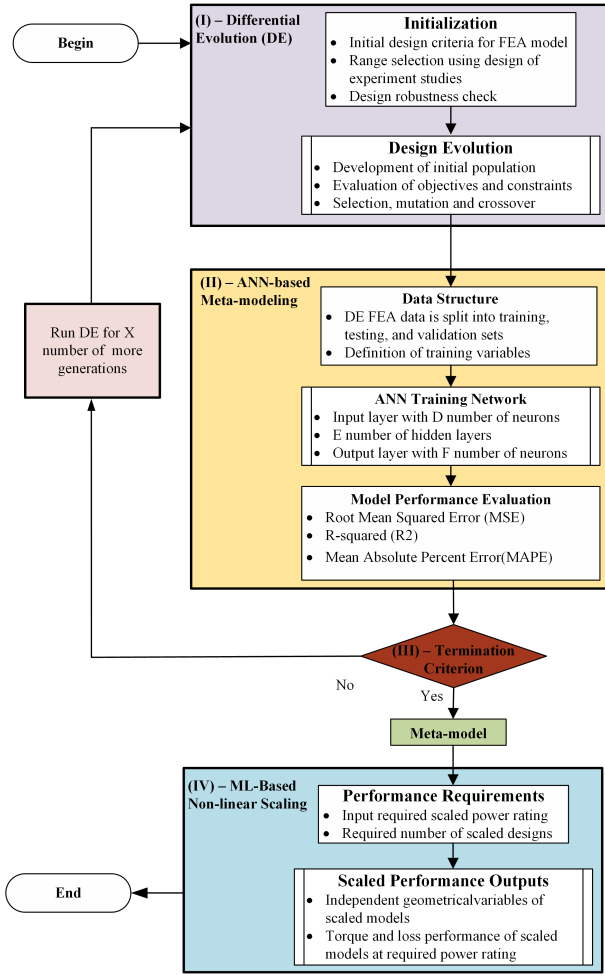 Begin
(I) – Differential
Evolution (DE)
Initialization
• Initial design criteria for FEA model
• Range selection using design of
experiment studies
• Design robustness check
Design Evolution
• Development of initial population
• Evaluation of objectives and constraints
• Selection, mutation and crossover
(II) – ANN-based
Meta-modeling
Data Structure
• DE FEA data is split into training,
testing, and validation sets
• Definition of training variables
Run DE for X
number of more
generations
ANN Training Network
• Input layer with D number of neurons
• E number of hidden layers
• Output layer with F number of neurons
Model Performance Evaluation
• Root Mean Squared Error (MSE)
• R-squared (R2)
• Mean Absolute Percent Error(MAPE)
(III) – Termination
Criterion
No
Yes
Meta-model
(IV) – ML-Based
Non-linear Scaling
Performance Requirements
• Input required scaled power rating
• Required number of scaled designs
End
Scaled Performance Outputs
• Independent geometricalvariables of
scaled models
• Torque and loss performance of scaled
models at required power rating